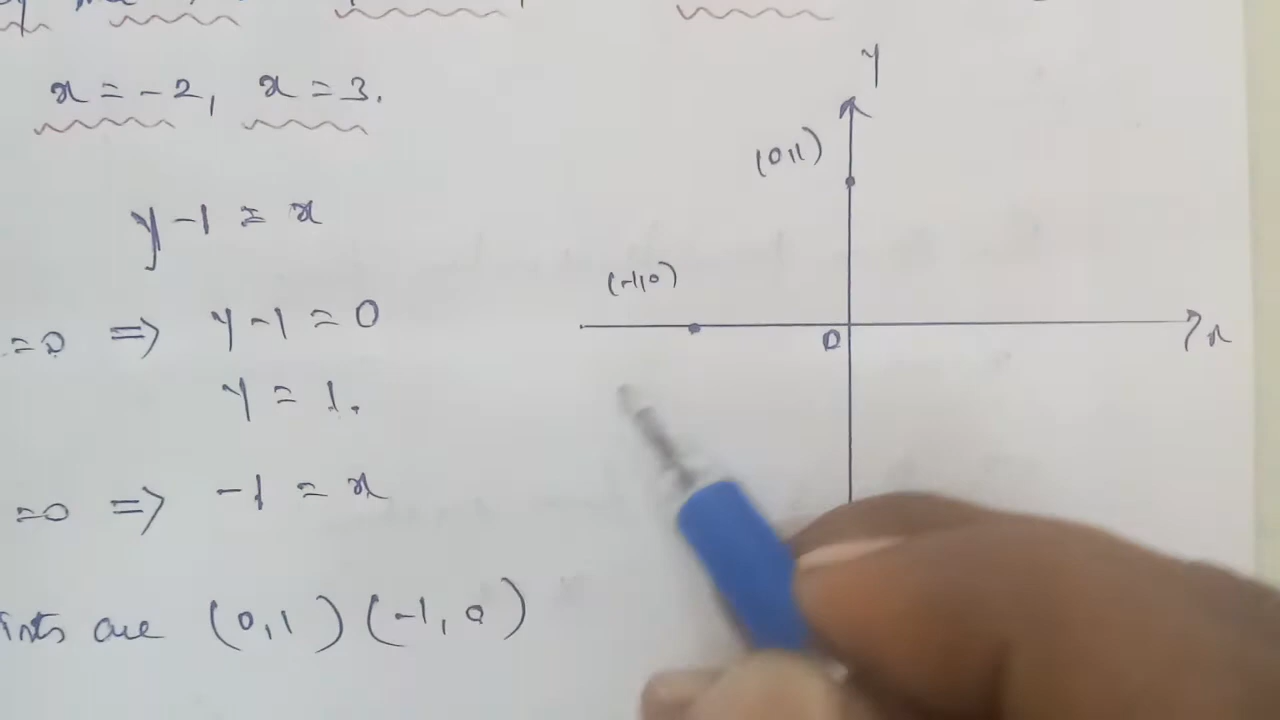 x = -2, x = 3.
y - 1 = x
=0 ⇒ y - 1 = 0
y = 1.
=0 ⇒ -1 = x
ints are (0,1) (-1,0)
y
(0,1)
(-1,0)
0
x